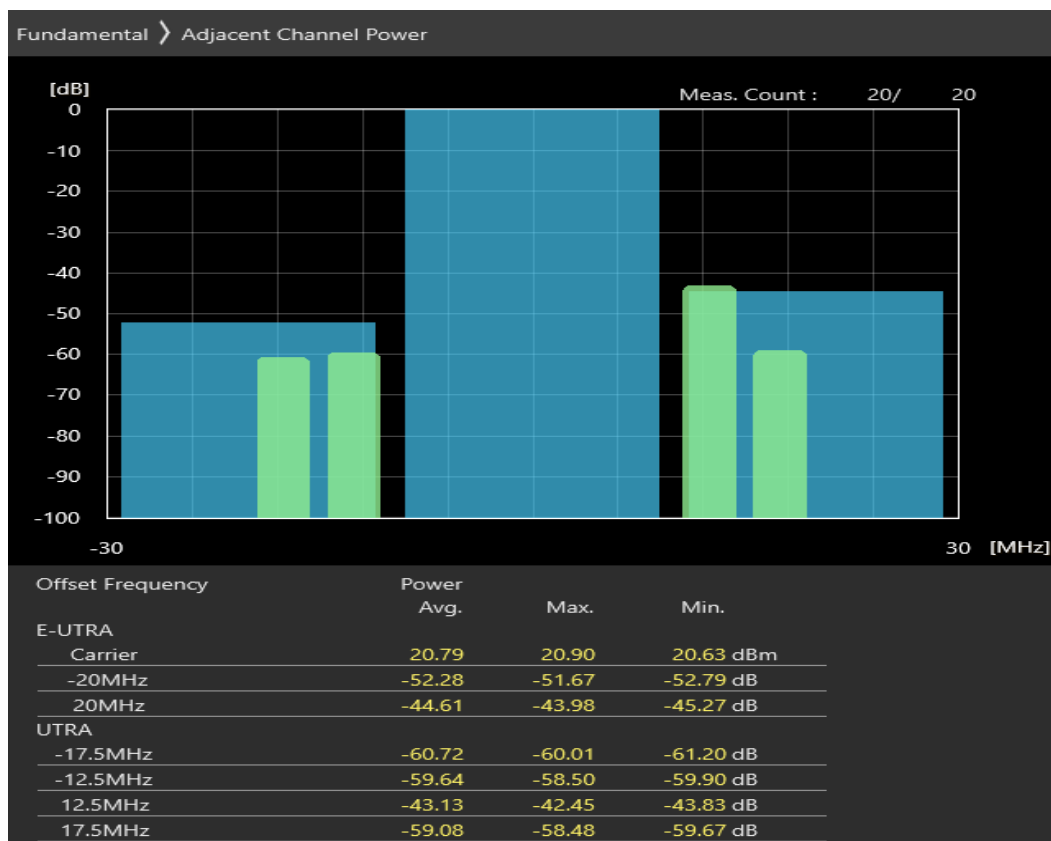 Fundamental 〉 Adjacent Channel Power
[dB]
Meas. Count : 20/ 20
0
-10
-20
-30
-40
-50
-60
-70
-80
-90
-100
-30 30 [MHz]
Offset Frequency Power
Avg. Max. Min.
E-UTRA
Carrier 20.79 20.90 20.63 dBm
-20MHz -52.28 -51.67 -52.79 dB
20MHz -44.61 -43.98 -45.27 dB
UTRA
-17.5MHz -60.72 -60.01 -61.20 dB
-12.5MHz -59.64 -58.50 -59.90 dB
12.5MHz -43.13 -42.45 -43.83 dB
17.5MHz -59.08 -58.48 -59.67 dB